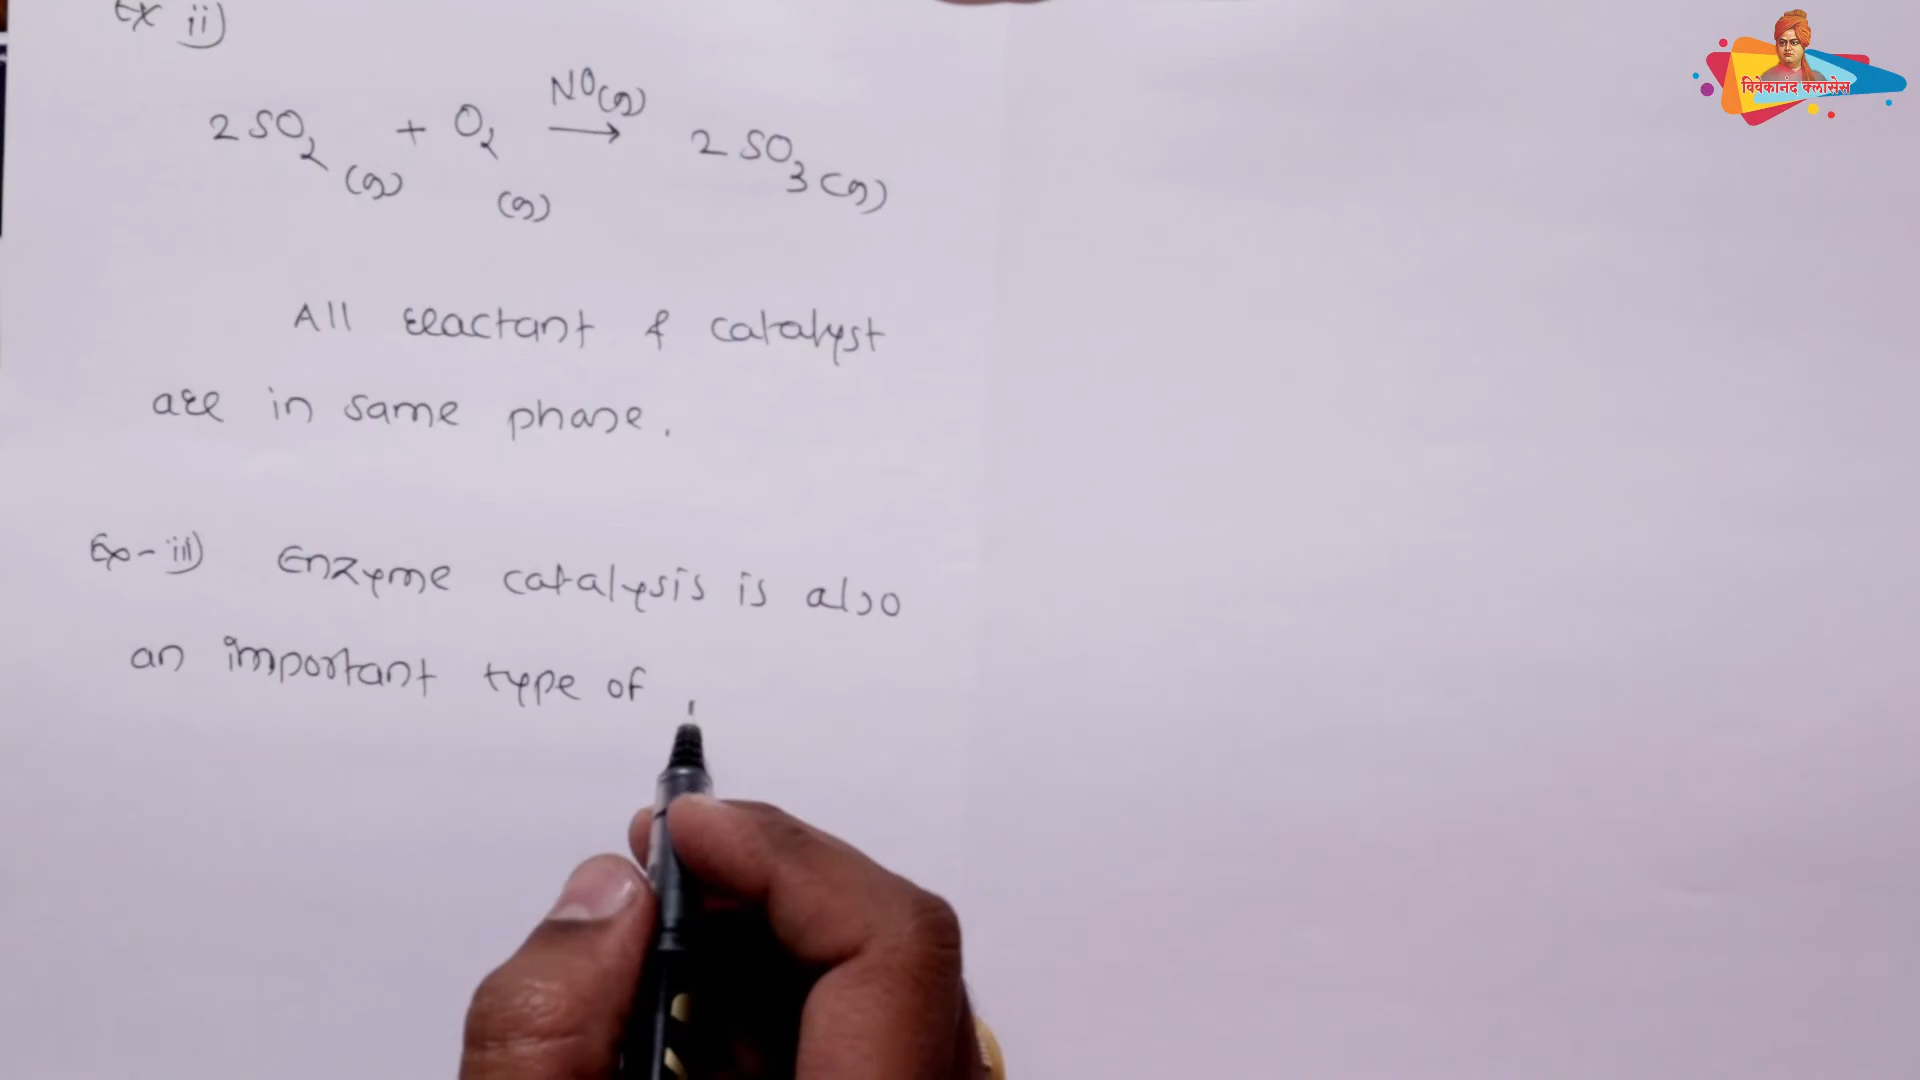 Ex ii)
2SO₂(g) + O₂(g) NO(g)→ 2SO₃(g)
All reactant & catalyst
are in same phase.
Ex-iii) Enzyme catalysis is also
an important type of
विवेकानंद क्लासेस